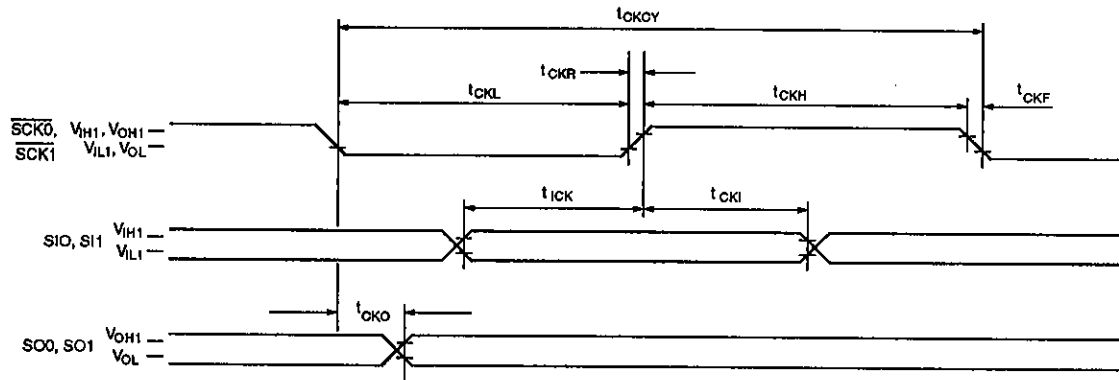 tCKCY
tCKR
tCKL
tCKH
tCKF
SCK0, VIH1, VOH1
SCK1 VIL1, VOL
tICK
tCKI
SI0, SI1
VIH1
VIL1
tCKO
SO0, SO1
VOH1
VOL